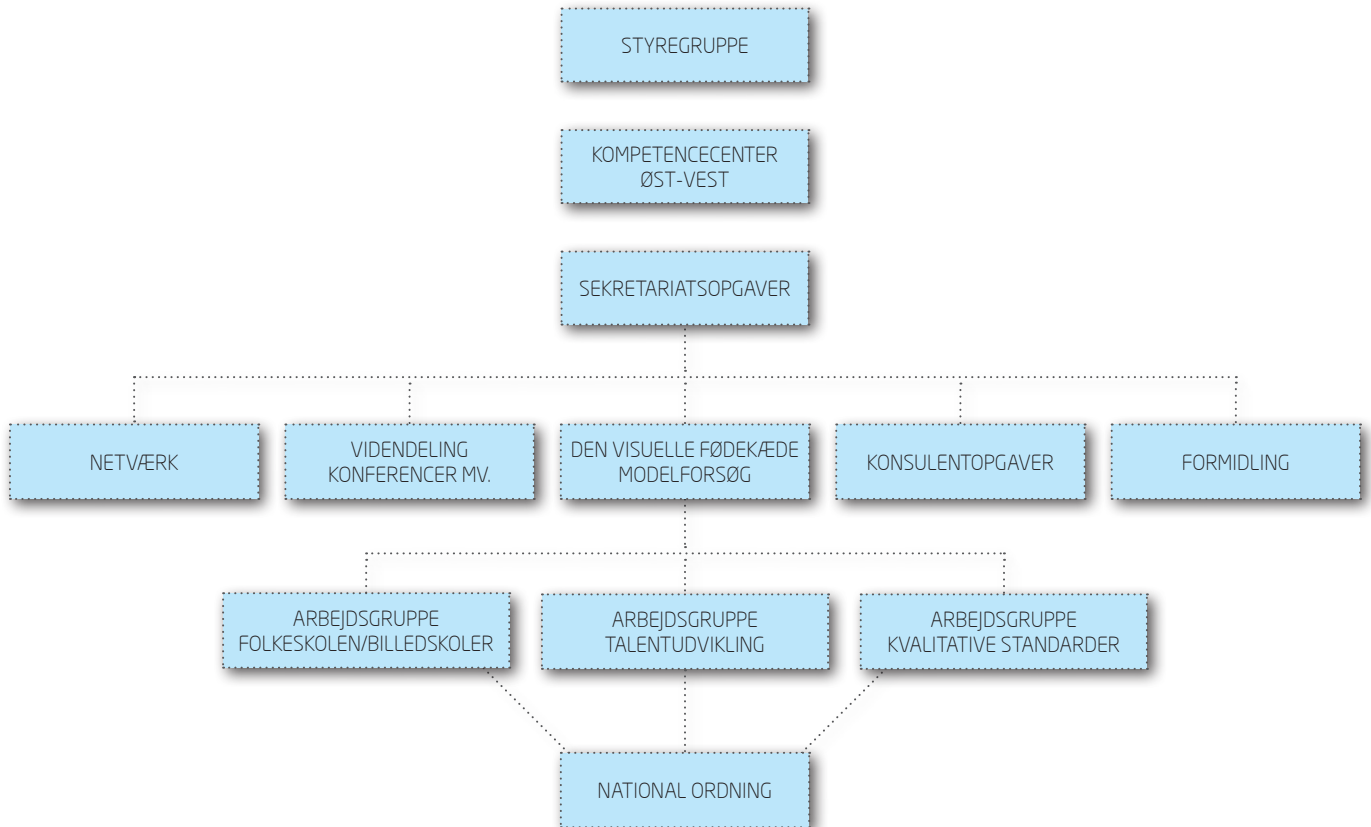 STYREGRUPPE
KOMPETENCECENTER
ØST-VEST
SEKRETARIATSOPGAVER
NETVÆRK
VIDENDELING
KONFERENCER MV.
DEN VISUELLE FØDEKÆDE
MODELFORSØG
KONSULENTOPGAVER
FORMIDLING
ARBEJDSGRUPPE
FOLKESKOLEN/BILLEDSKOLER
ARBEJDSGRUPPE
TALENTUDVIKLING
ARBEJDSGRUPPE
KVALITATIVE STANDARDER
NATIONAL ORDNING